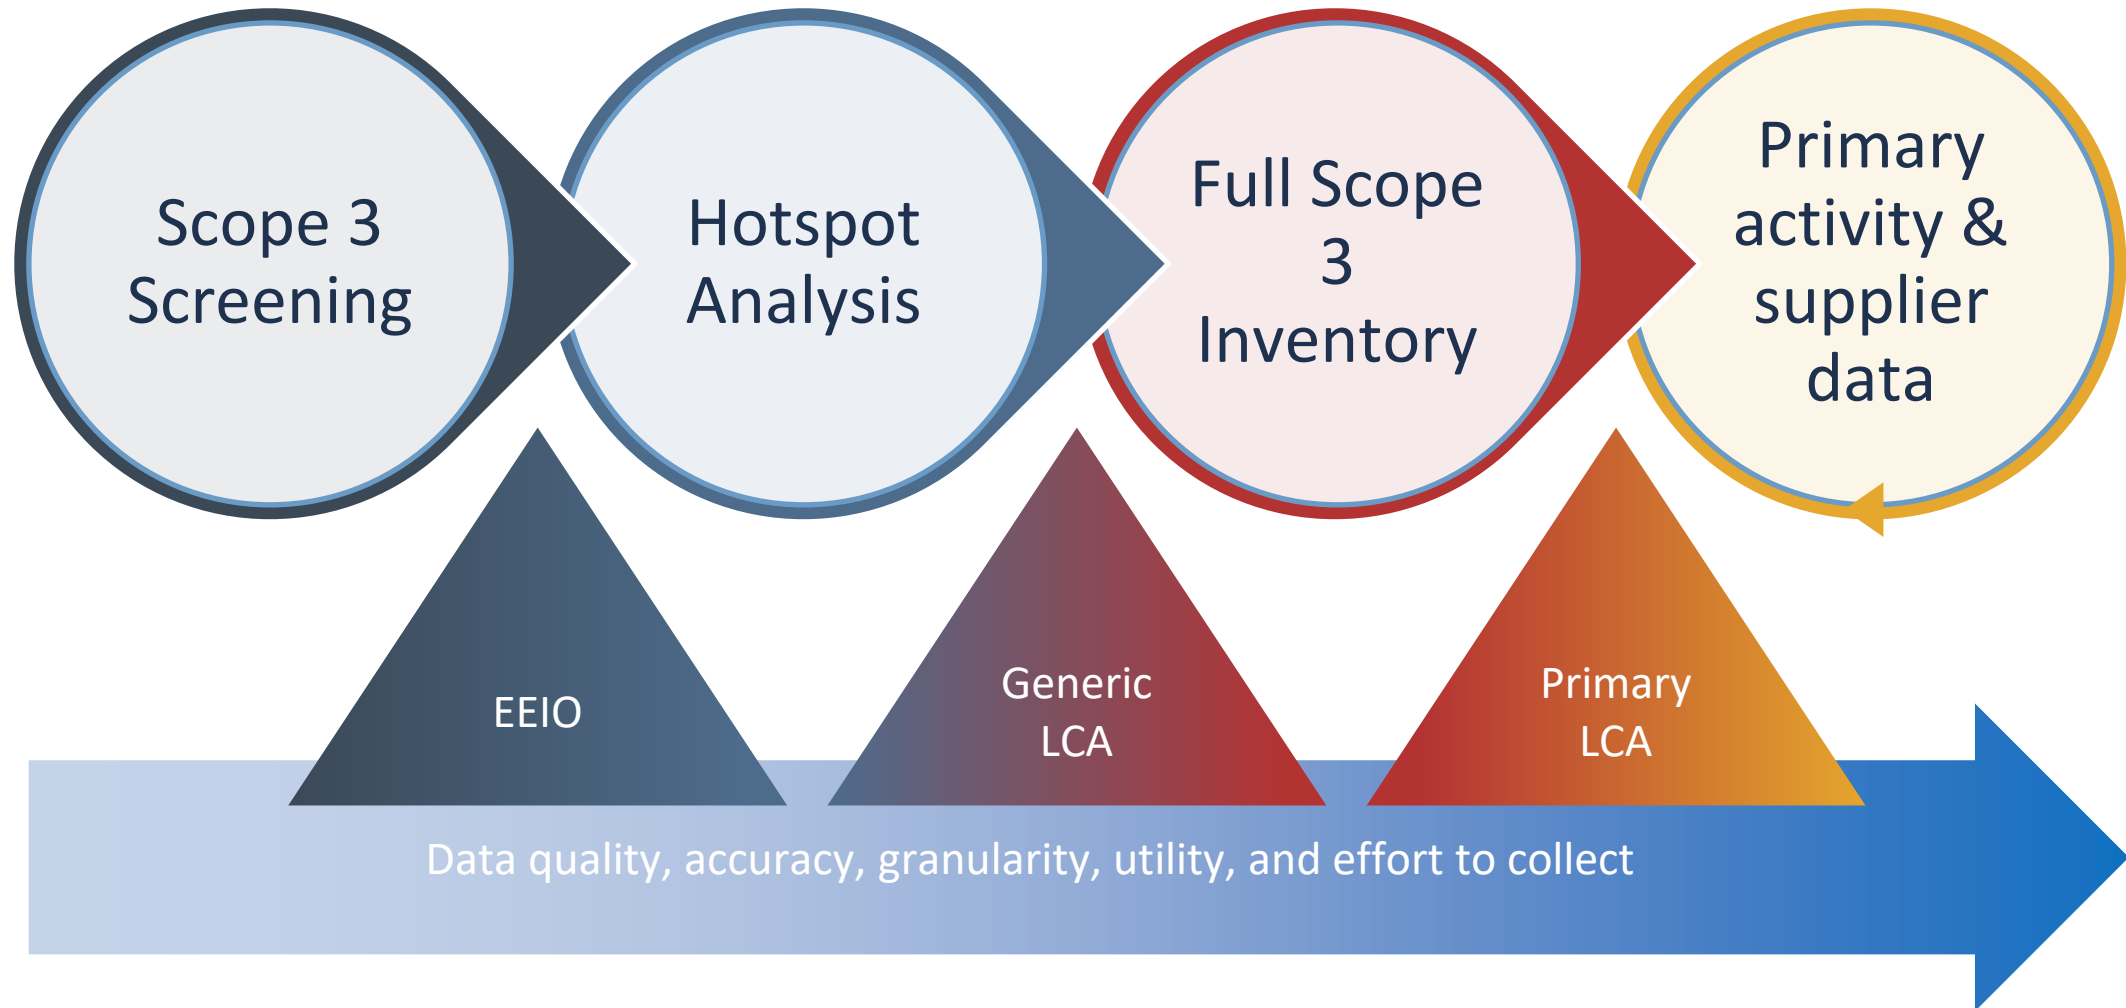 Scope 3
Screening
Hotspot
Analysis
Full Scope
3
Inventory
Primary
activity &
supplier
data
EEIO
Generic
LCA
Primary
LCA
Data quality, accuracy, granularity, utility, and effort to collect